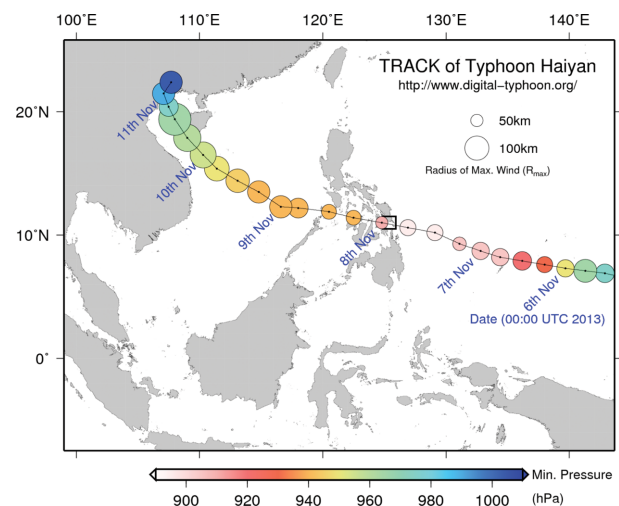 100˚ 110˚ 120˚ 130˚ 140˚
TRACK of Typhoon Haiyan
http://www.digital−typhoon.org/
50km
100km
Radius of Max. Wind (Rmax)
20˚
10˚
0˚
11th Nov
10th Nov
9th Nov
8th Nov
7th Nov
6th Nov
Date (00:00 UTC 2013)
Min. Pressure
900 920 940 960 980 1000 (hPa)